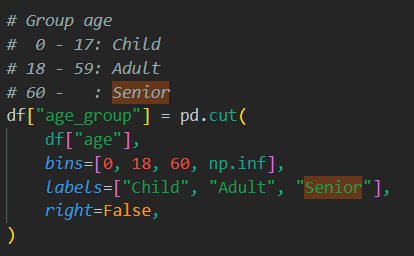 # Group age
#  0 - 17: Child
# 18 - 59: Adult
# 60 -   : Senior
df["age_group"] = pd.cut(
    df["age"],
    bins=[0, 18, 60, np.inf],
    labels=["Child", "Adult", "Senior"],
    right=False,
)